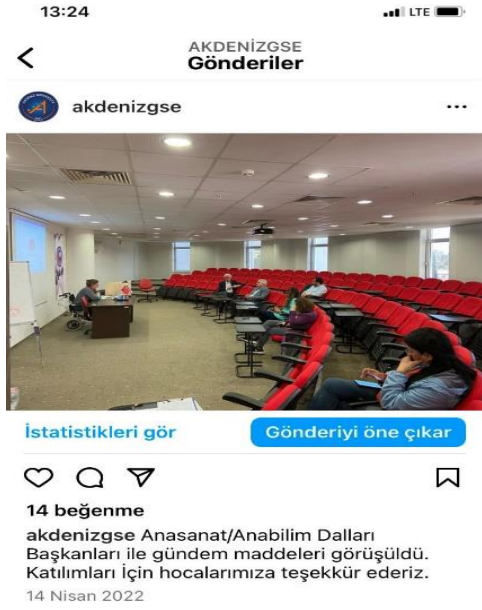 13:24
LTE
AKDENİZGSE
Gönderiler
akdenizgse
İstatistikleri gör
Gönderiyi öne çıkar
14 beğenme
akdenizgse Anasanat/Anabilim Dalları
Başkanları ile gündem maddeleri görüşüldü.
Katılımları İçin hocalarımıza teşekkür ederiz.
14 Nisan 2022